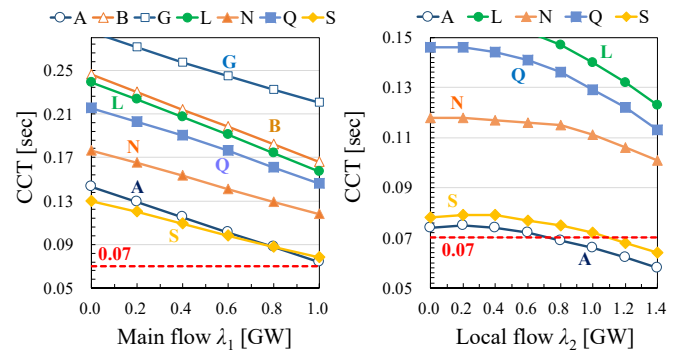 A B G L N Q S
A L N Q S
0.25
0.21
0.17
0.13
0.09
0.05
CCT [sec]
G
L
B
N
Q
A
S
0.07
0.0 0.2 0.4 0.6 0.8 1.0
Main flow λ1 [GW]
0.15
0.13
0.11
0.09
0.07
0.05
CCT [sec]
L
Q
N
S
0.07
A
0.0 0.2 0.4 0.6 0.8 1.0 1.2 1.4
Local flow λ2 [GW]